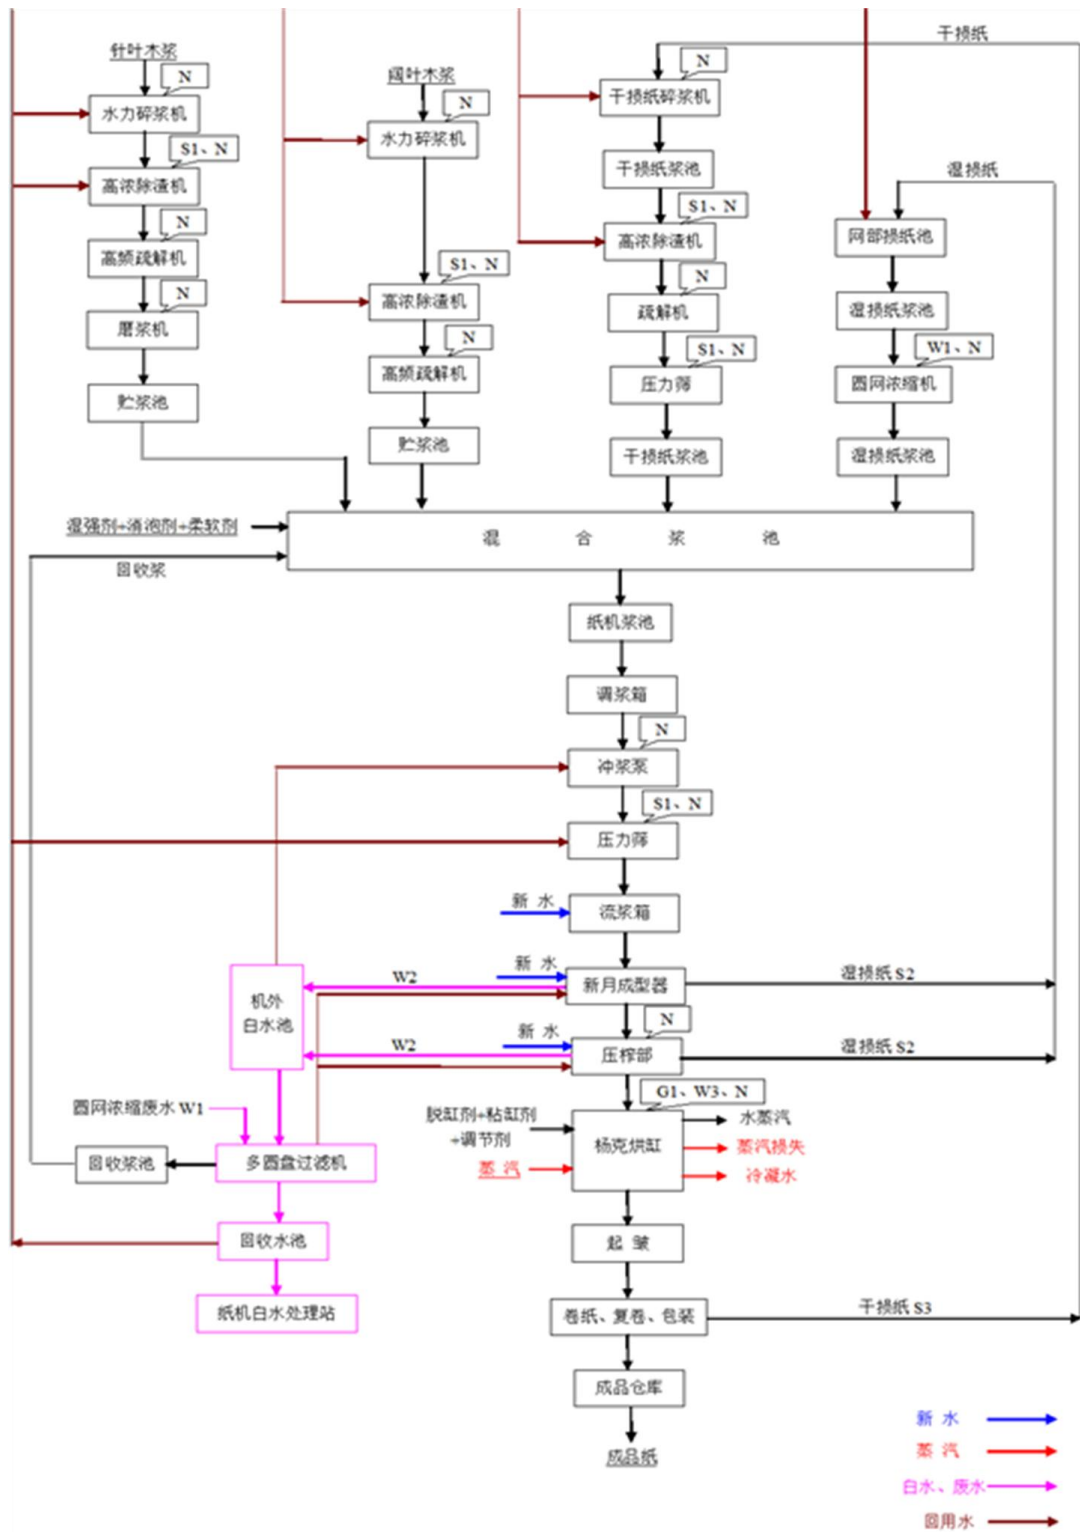 干损纸
针叶木浆
N
水力碎浆机
S1、N
高浓除渣机
N
高频疏解机
N
磨浆机
贮浆池
阔叶木浆
N
水力碎浆机
S1、N
高浓除渣机
N
高频疏解机
贮浆池
N
干损纸碎浆机
干损纸浆池
S1、N
高浓除渣机
N
疏解机
S1、N
压力筛
干损纸浆池
湿损纸
网部损纸池
湿损纸浆池
W1、N
圆网浓缩机
湿损纸浆池
湿强剂+消泡剂+柔软剂
混 合 浆 池
回收浆
纸机浆池
调浆箱
N
冲浆泵
S1、N
压力筛
新 水
流浆箱
新 水
W2
新月成型器
湿损纸 S2
机外
白水池
N
新 水
W2
压榨部
湿损纸 S2
G1、W3、N
圆网浓缩废水 W1
脱缸剂+粘缸剂
+调节剂
杨克烘缸
水蒸汽
蒸汽损失
蒸 汽
冷凝水
回收浆池
多圆盘过滤机
回收水池
起 皱
纸机白水处理站
卷纸、复卷、包装
干损纸 S3
成品仓库
成品纸
新 水
蒸 汽
白水、废水
回用水